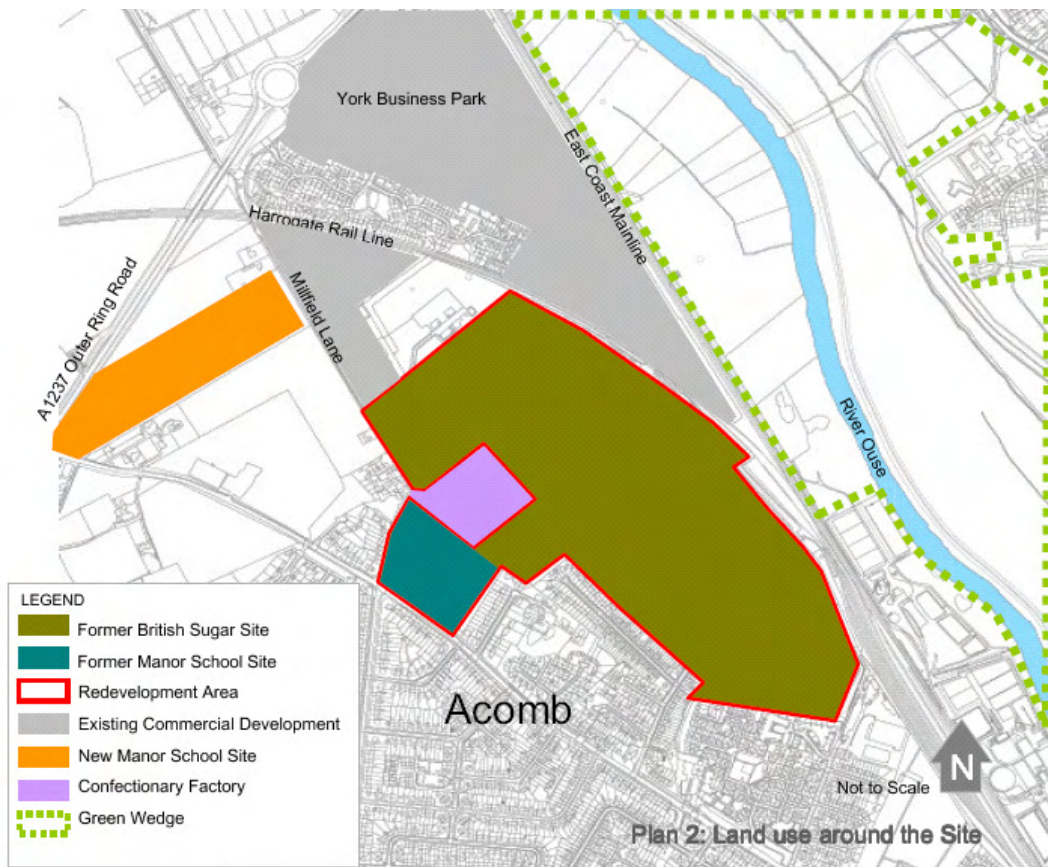 York Business Park
East Coast Mainline
Harrogate Rail Line
Millfield Lane
A1237 Outer Ring Road
River Ouse
LEGEND
Former British Sugar Site
Former Manor School Site
Redevelopment Area
Existing Commercial Development
New Manor School Site
Confectionary Factory
Green Wedge
Acomb
N
Not to Scale
Plan 2: Land use around the Site